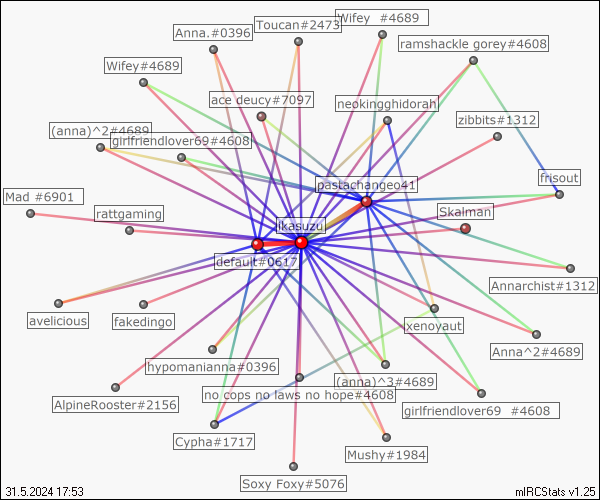 Wifey  #4689
Toucan#2473
Anna.#0396
ramshackle gorey#4608
Wifey#4689
ace deucy#7097
neokingghidorah
zibbits#1312
(anna)^2#4689
girlfriendlover69#4608
frisout
pastachangeo41
Mad #6901
rattgaming
Skalman
ikasuzu
default#0617
Annarchist#1312
avelicious
fakedingo
xenoyaut
Anna^2#4689
hypomanianna#0396
(anna)^3#4689
no cops no laws no hope#4608
AlpineRooster#2156
girlfriendlover69  #4608
Cypha#1717
Mushy#1984
Soxy Foxy#5076
31.5.2024 17:53
mIRCStats v1.25